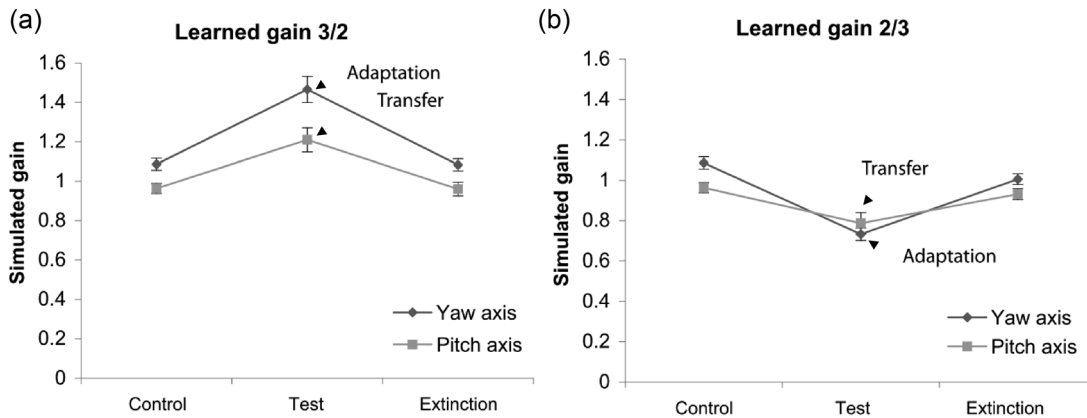 (a)
Learned gain 3/2
Simulated gain
1.6
1.4
1.2
1
0.8
0.6
0.4
0.2
0
Adaptation
Transfer
Yaw axis
Pitch axis
Control
Test
Extinction
(b)
Learned gain 2/3
Simulated gain
1.6
1.4
1.2
1
0.8
0.6
0.4
0.2
0
Transfer
Adaptation
Yaw axis
Pitch axis
Control
Test
Extinction